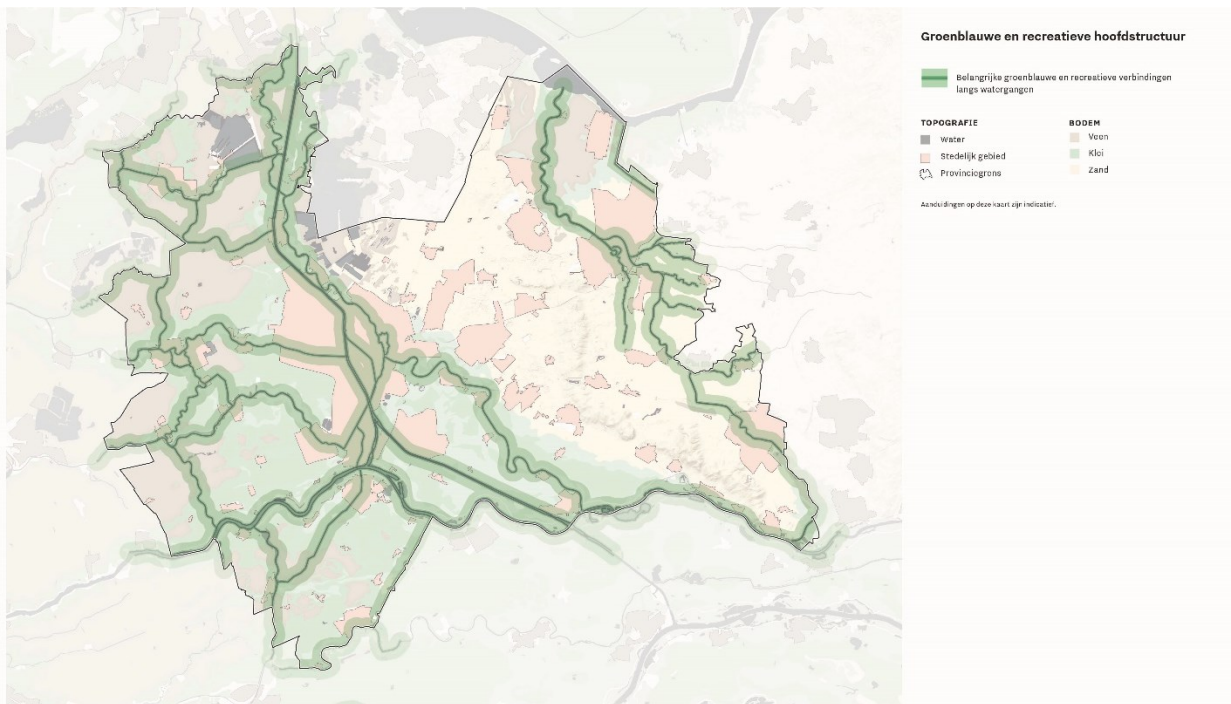 Groenblauwe en recreatieve hoofdstructuur
Belangrijke groenblauwe en recreatieve verbindingen
langs watergangen
TOPOGRAFIE
Water
Stedelijk gebied
Provinciegrens
BODEM
Veen
Klei
Zand
Aanduidingen op deze kaart zijn indicatief.